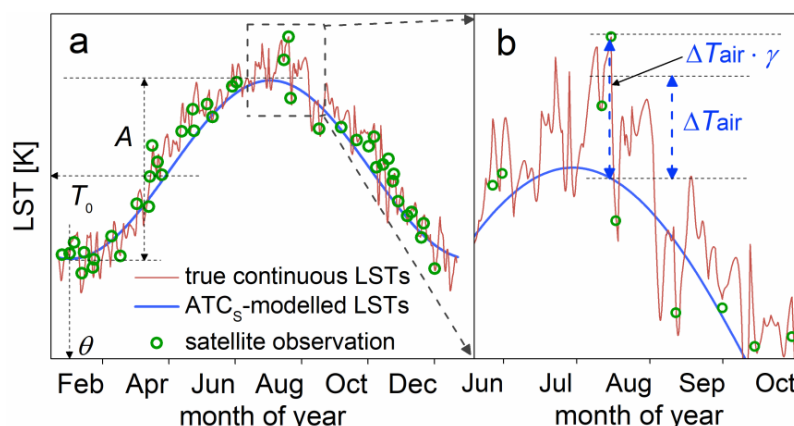 a
b
LST [K]
A
T0
θ
true continuous LSTs
ATCS-modelled LSTs
satellite observation
ΔTair · γ
ΔTair
Feb Apr Jun Aug Oct Dec
month of year
Jun Jul Aug Sep Oct
month of year